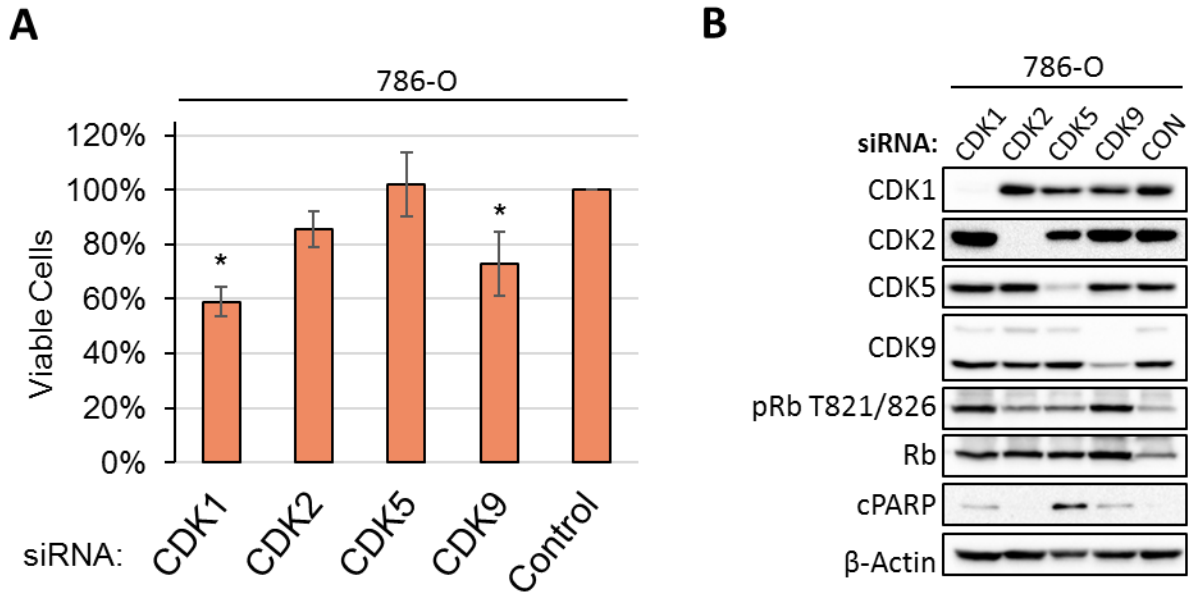 A
786-O
120%
100%
80%
60%
40%
20%
0%
Viable Cells
*
*
siRNA:
CDK1
CDK2
CDK5
CDK9
Control
B
786-O
siRNA:
CDK1
CDK2
CDK5
CDK9
CON
CDK1
CDK2
CDK5
CDK9
pRb T821/826
Rb
cPARP
β-Actin